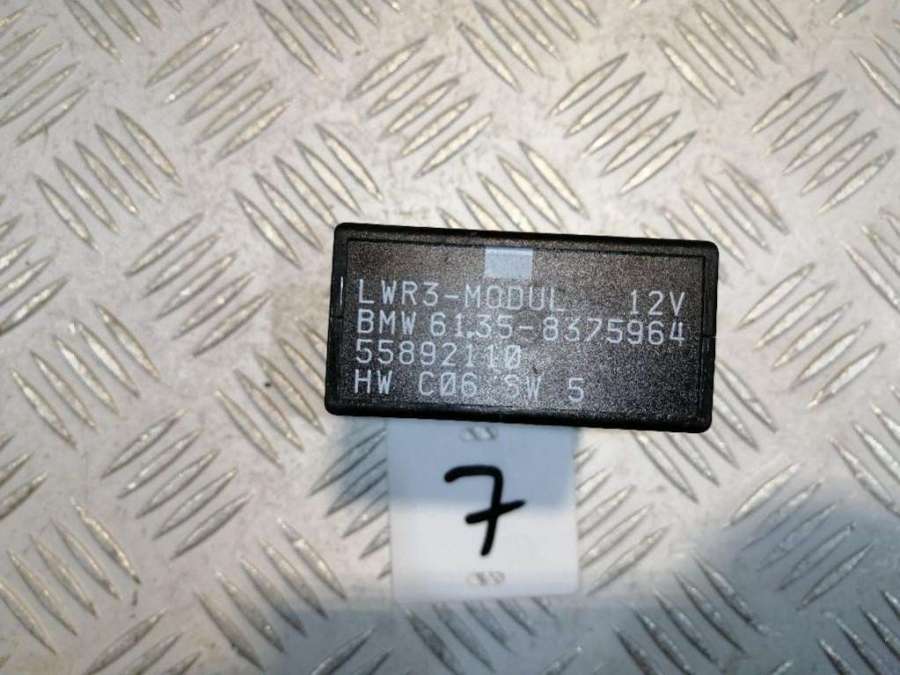 LWR3-MODUL 12V
BMW 61.35-8375964
55892110
HW C06 SW 5
7